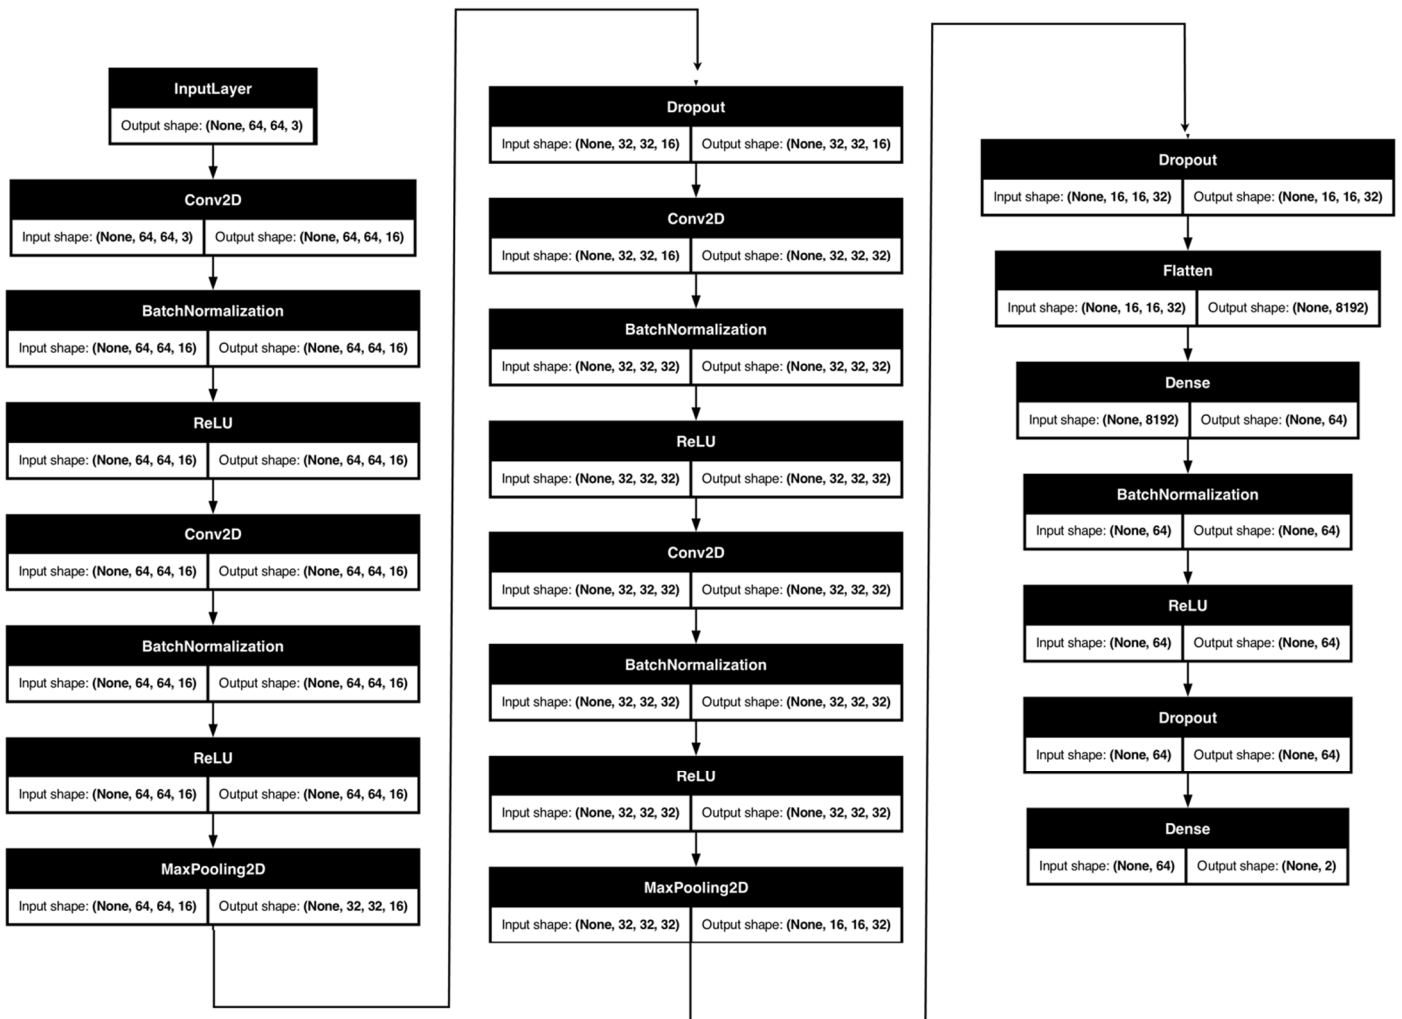 InputLayer
Output shape: (None, 64, 64, 3)
Conv2D
Input shape: (None, 64, 64, 3) Output shape: (None, 64, 64, 16)
BatchNormalization
Input shape: (None, 64, 64, 16) Output shape: (None, 64, 64, 16)
ReLU
Input shape: (None, 64, 64, 16) Output shape: (None, 64, 64, 16)
Conv2D
Input shape: (None, 64, 64, 16) Output shape: (None, 64, 64, 16)
BatchNormalization
Input shape: (None, 64, 64, 16) Output shape: (None, 64, 64, 16)
ReLU
Input shape: (None, 64, 64, 16) Output shape: (None, 64, 64, 16)
MaxPooling2D
Input shape: (None, 64, 64, 16) Output shape: (None, 32, 32, 16)
Dropout
Input shape: (None, 32, 32, 16) Output shape: (None, 32, 32, 16)
Conv2D
Input shape: (None, 32, 32, 16) Output shape: (None, 32, 32, 32)
BatchNormalization
Input shape: (None, 32, 32, 32) Output shape: (None, 32, 32, 32)
ReLU
Input shape: (None, 32, 32, 32) Output shape: (None, 32, 32, 32)
Conv2D
Input shape: (None, 32, 32, 32) Output shape: (None, 32, 32, 32)
BatchNormalization
Input shape: (None, 32, 32, 32) Output shape: (None, 32, 32, 32)
ReLU
Input shape: (None, 32, 32, 32) Output shape: (None, 32, 32, 32)
MaxPooling2D
Input shape: (None, 32, 32, 32) Output shape: (None, 16, 16, 32)
Dropout
Input shape: (None, 16, 16, 32) Output shape: (None, 16, 16, 32)
Flatten
Input shape: (None, 16, 16, 32) Output shape: (None, 8192)
Dense
Input shape: (None, 8192) Output shape: (None, 64)
BatchNormalization
Input shape: (None, 64) Output shape: (None, 64)
ReLU
Input shape: (None, 64) Output shape: (None, 64)
Dropout
Input shape: (None, 64) Output shape: (None, 64)
Dense
Input shape: (None, 64) Output shape: (None, 2)